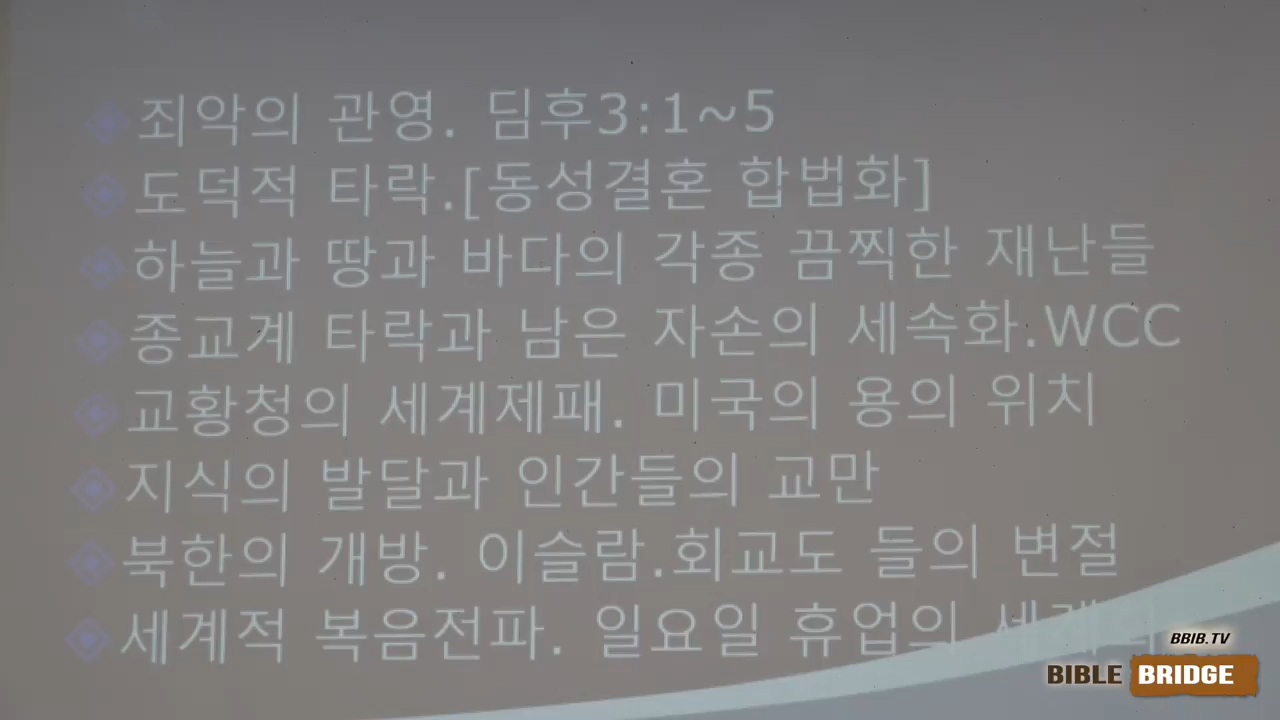 죄악의 관영. 딤후3:1~5
도덕적 타락.[동성결혼 합법화]
하늘과 땅과 바다의 각종 끔찍한 재난들
종교계 타락과 남은 자손의 세속화.WCC
교황청의 세계제패. 미국의 용의 위치
지식의 발달과 인간들의 교만
북한의 개방. 이슬람.회교도 들의 변절
세계적 복음전파. 일요일 휴업의
BBIB.TV
BIBLE BRIDGE